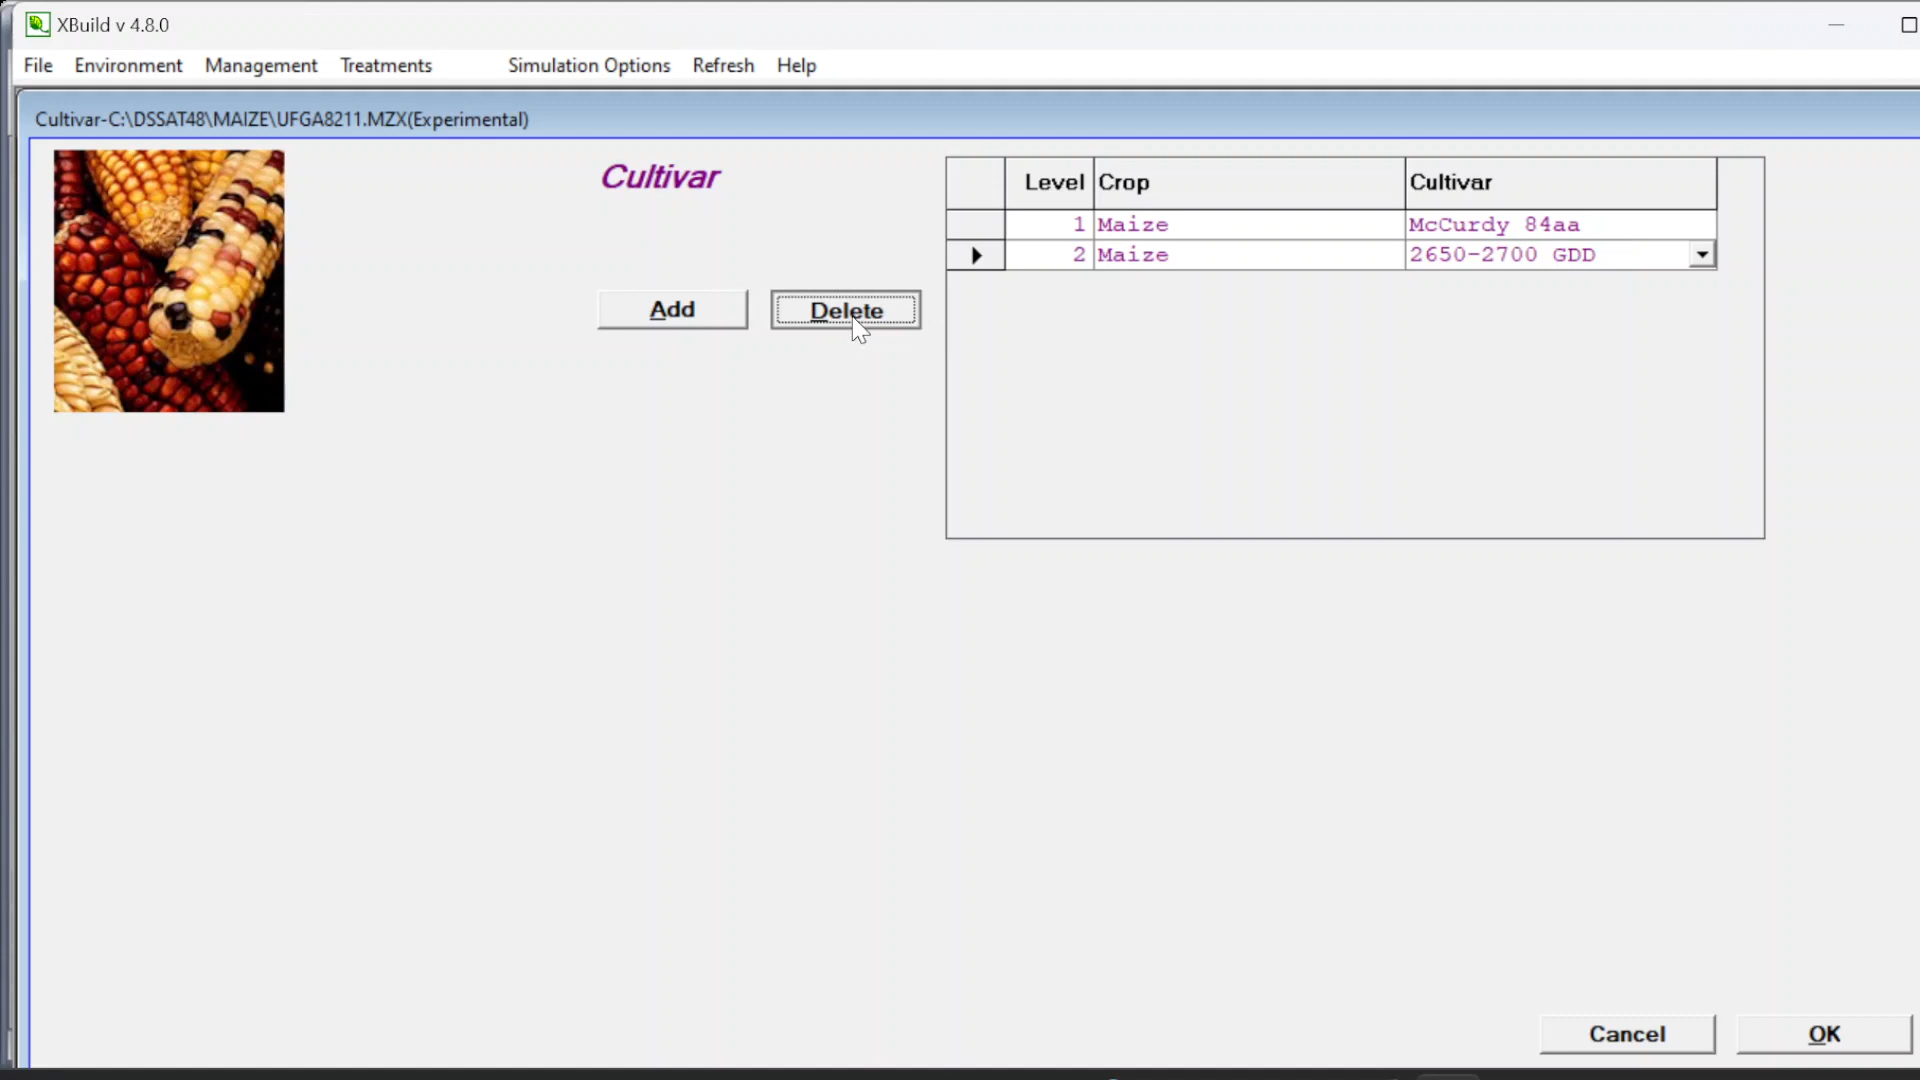 XBuild v 4.8.0
File Environment Management Treatments Simulation Options Refresh Help
Cultivar-C:\DSSAT48\MAIZE\UFGA8211.MZX(Experimental)
Cultivar
Level Crop Cultivar
1 Maize McCurdy 84aa
2 Maize 2650-2700 GDD
Add Delete
Cancel OK